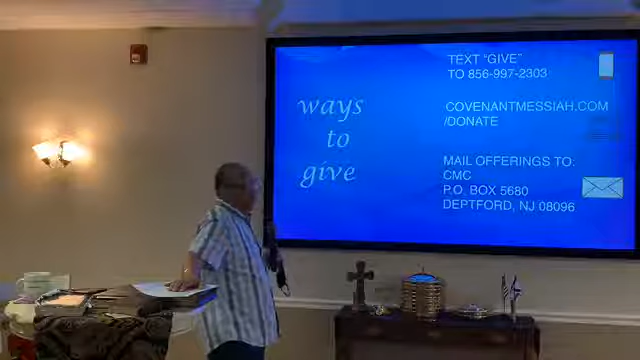 ways
to
give
TEXT “GIVE”
TO 856-997-2303
COVENANTMESSIAH.COM
/DONATE
MAIL OFFERINGS TO:
CMC
P.O. BOX 5680
DEPTFORD, NJ 08096